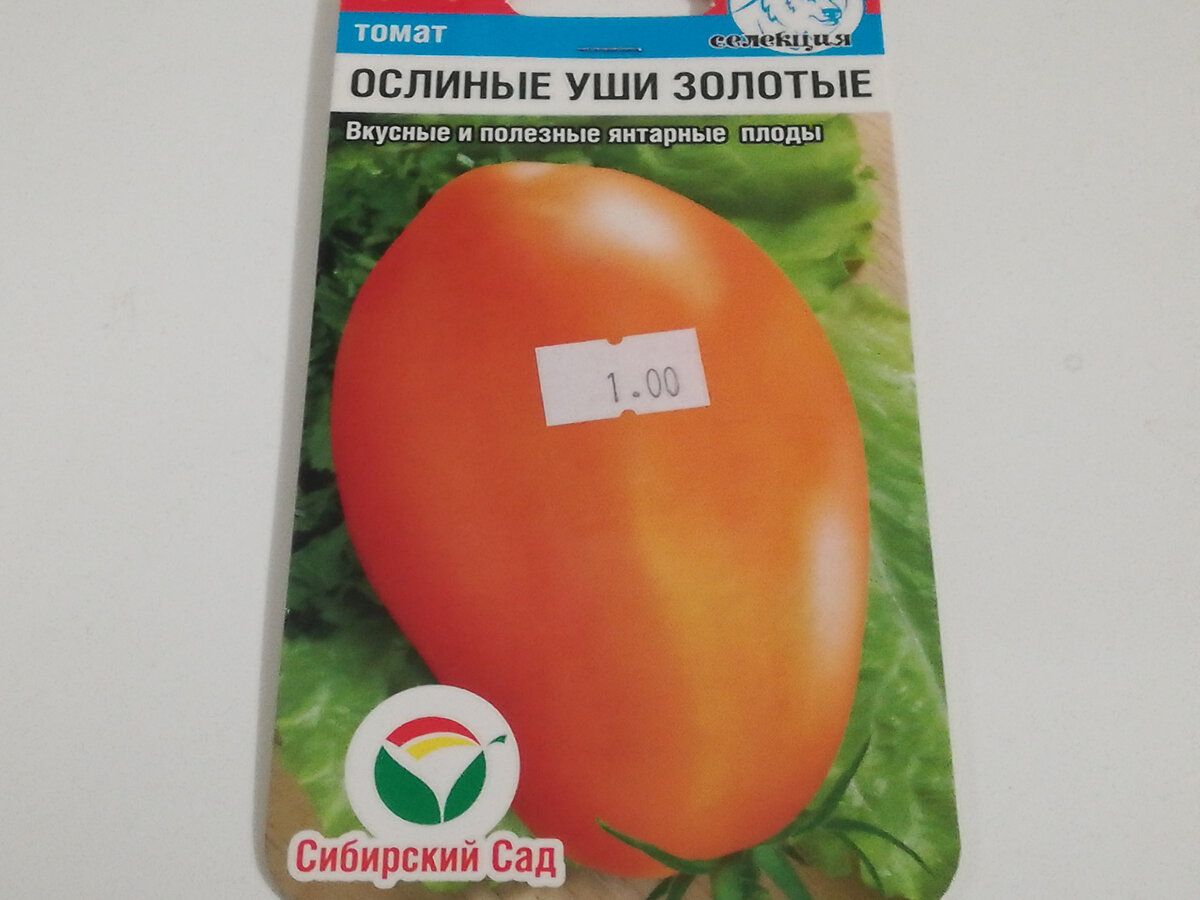 томат
селекция
ОСЛИНЫЕ УШИ ЗОЛОТЫЕ
Вкусные и полезные янтарные плоды
1.00
Сибирский Сад